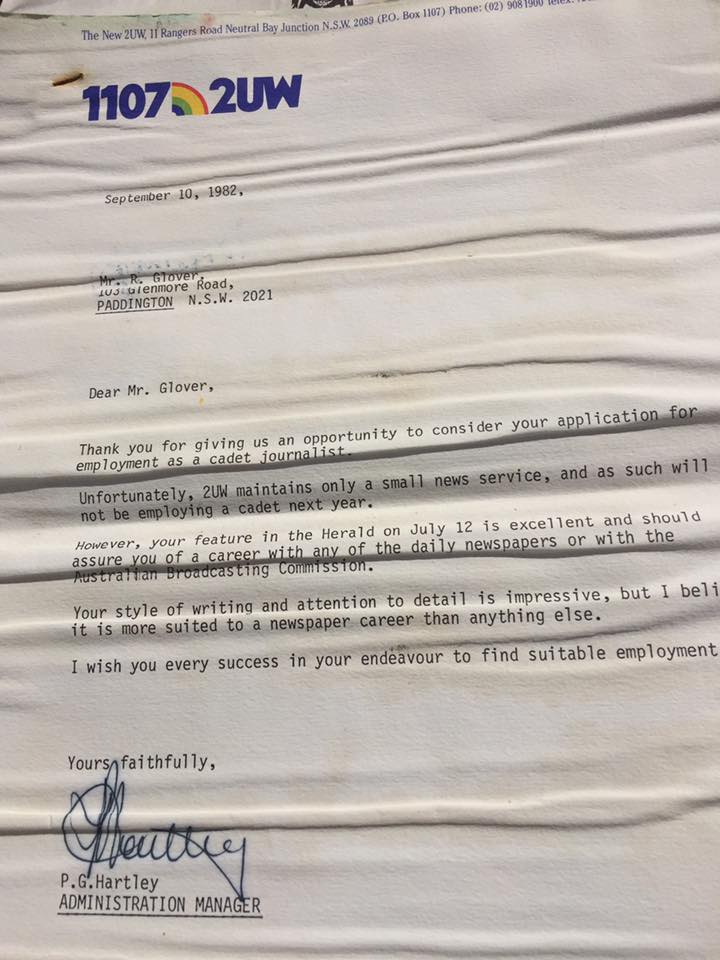 The New 2UW, 11 Rangers Road Neutral Bay Junction N.S.W. 2089 (P.O. Box 1107) Phone: (02) 9081900
1107 2UW
September 10, 1982,
Mr. R. Glover,
103 Glenmore Road,
PADDINGTON N.S.W. 2021
Dear Mr. Glover,
Thank you for giving us an opportunity to consider your application for
employment as a cadet journalist.
Unfortunately, 2UW maintains only a small news service, and as such will
not be employing a cadet next year.
However, your feature in the Herald on July 12 is excellent and should
assure you of a career with any of the daily newspapers or with the
Australian Broadcasting Commission.
Your style of writing and attention to detail is impressive, but I beli
it is more suited to a newspaper career than anything else.
I wish you every success in your endeavour to find suitable employment
Yours faithfully,
P.G.Hartley
ADMINISTRATION MANAGER